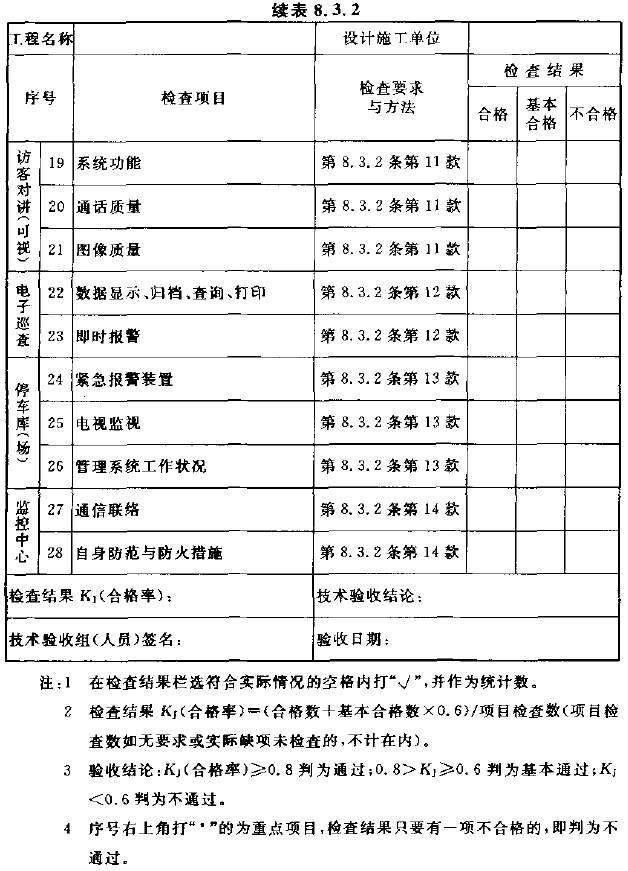 续表 8.3.2
工程名称 设计施工单位
序号 检查项目 检查要求与方法 检查结果
合格 基本合格 不合格
访客对讲(可视) 19 系统功能 第 8.3.2 条第 11 款
20 通话质量 第 8.3.2 条第 11 款
21 图像质量 第 8.3.2 条第 11 款
电子巡查 22 数据显示、归档、查询、打印 第 8.3.2 条第 12 款
23 即时报警 第 8.3.2 条第 12 款
停车库(场) 24 紧急报警装置 第 8.3.2 条第 13 款
25 电视监视 第 8.3.2 条第 13 款
26 管理系统工作状况 第 8.3.2 条第 13 款
监控中心 27 通信联络 第 8.3.2 条第 14 款
28 自身防范与防火措施 第 8.3.2 条第 14 款
检查结果 KJ(合格率): 技术验收结论:
技术验收组(人员)签名: 验收日期:
注:1 在检查结果栏选符合实际情况的空格内打“√”,并作为统计数。
2 检查结果 KJ(合格率)=(合格数+基本合格数×0.6)/项目检查数(项目检
查数如无要求或实际缺项未检查的,不计在内)。
3 验收结论:KJ(合格率)≥0.8 判为通过;0.8>KJ≥0.6 判为基本通过;KJ
<0.6 判为不通过。
4 序号右上角打“*”的为重点项目,检查结果只要有一项不合格的,即判为不
通过。